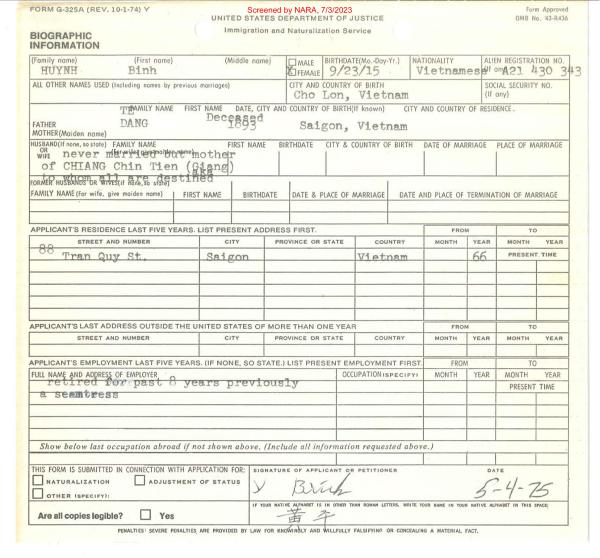 FORM G-325A (REV. 10-1-74) Y
Screened by NARA, 7/3/2023
Form Approved
OMB No. 43-R436
UNITED STATES DEPARTMENT OF JUSTICE
Immigration and Naturalization Service
BIOGRAPHIC
INFORMATION
(Family name) (First name) (Middle name) MALE BIRTHDATE(Mo.-Day-Yr.) NATIONALITY ALIEN REGISTRATION NO.
HUYNH Binh X FEMALE 9/23/15 Vietnamese (If any) A21 430 343
ALL OTHER NAMES USED (Including names by previous marriages) CITY AND COUNTRY OF BIRTH SOCIAL SECURITY NO.
Cho Lon, Vietnam (If any)
FAMILY NAME FIRST NAME DATE, CITY AND COUNTRY OF BIRTH(If known) CITY AND COUNTRY OF RESIDENCE.
FATHER TE Deceased
MOTHER(Maiden name) DANG 1893 Saigon, Vietnam
HUSBAND(If none, so state) FAMILY NAME FIRST NAME BIRTHDATE CITY & COUNTRY OF BIRTH DATE OF MARRIAGE PLACE OF MARRIAGE
OR (For wife, give maiden name)
WIFE never married but mother
of CHIANG Chin Tien (Giang)
aka
to whom all are destined
FORMER HUSBANDS OR WIVES(If none, so state)
FAMILY NAME (For wife, give maiden name) FIRST NAME BIRTHDATE DATE & PLACE OF MARRIAGE DATE AND PLACE OF TERMINATION OF MARRIAGE
APPLICANT'S RESIDENCE LAST FIVE YEARS. LIST PRESENT ADDRESS FIRST. FROM TO
STREET AND NUMBER CITY PROVINCE OR STATE COUNTRY MONTH YEAR MONTH YEAR
88 Tran Quy St. Saigon Vietnam 66 PRESENT TIME
APPLICANT'S LAST ADDRESS OUTSIDE THE UNITED STATES OF MORE THAN ONE YEAR FROM TO
STREET AND NUMBER CITY PROVINCE OR STATE COUNTRY MONTH YEAR MONTH YEAR
APPLICANT'S EMPLOYMENT LAST FIVE YEARS. (IF NONE, SO STATE.) LIST PRESENT EMPLOYMENT FIRST. FROM TO
FULL NAME AND ADDRESS OF EMPLOYER OCCUPATION (SPECIFY) MONTH YEAR MONTH YEAR
retired for past 8 years previously PRESENT TIME
a seamtress
Show below last occupation abroad if not shown above. (Include all information requested above.)
THIS FORM IS SUBMITTED IN CONNECTION WITH APPLICATION FOR: SIGNATURE OF APPLICANT OR PETITIONER DATE
NATURALIZATION ADJUSTMENT OF STATUS
OTHER (SPECIFY): Binh 5-4-75
IF YOUR NATIVE ALPHABET IS IN OTHER THAN ROMAN LETTERS, WRITE YOUR NAME IN YOUR NATIVE ALPHABET IN THIS SPACE:
Are all copies legible? Yes 黄平
PENALTIES: SEVERE PENALTIES ARE PROVIDED BY LAW FOR KNOWINGLY AND WILLFULLY FALSIFYING OR CONCEALING A MATERIAL FACT.